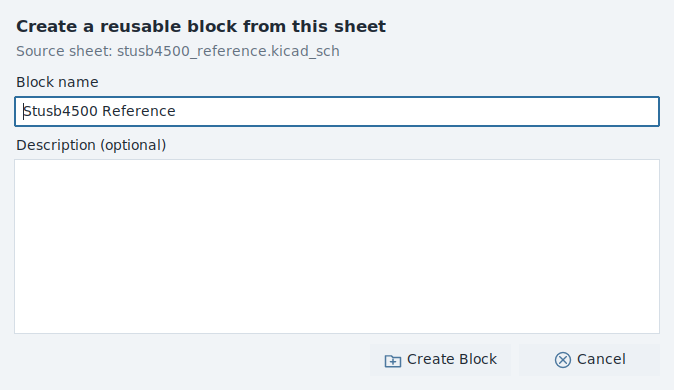 Create a reusable block from this sheet
Source sheet: stusb4500_reference.kicad_sch
Block name
Stusb4500 Reference
Description (optional)
Create Block
Cancel